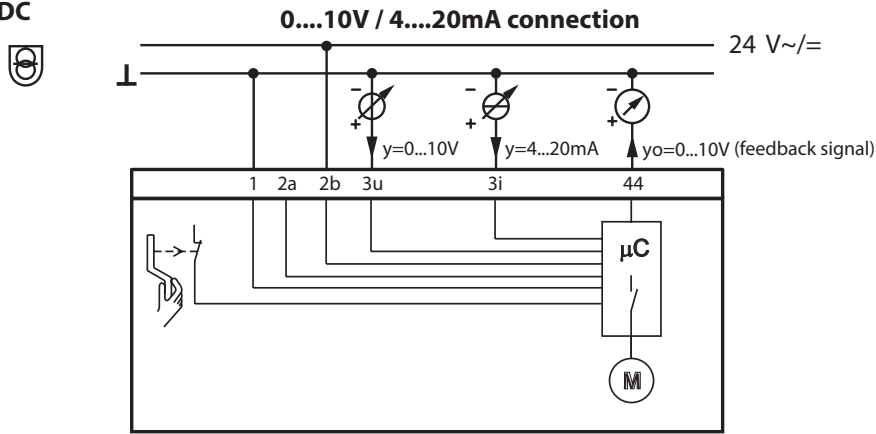 DC
0....10V / 4....20mA connection
24 V~/=
⊥
− − −
+ + +
y=0...10V y=4...20mA yo=0...10V (feedback signal)
1 2a 2b 3u 3i 44
µC
M